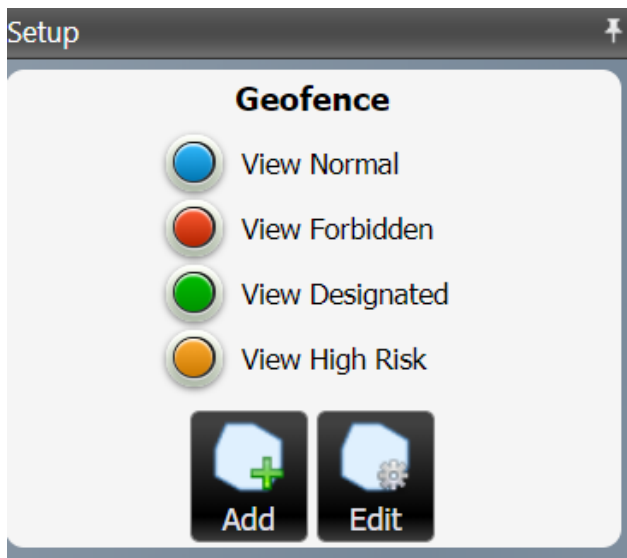 Setup
Geofence
View Normal
View Forbidden
View Designated
View High Risk
Add Edit